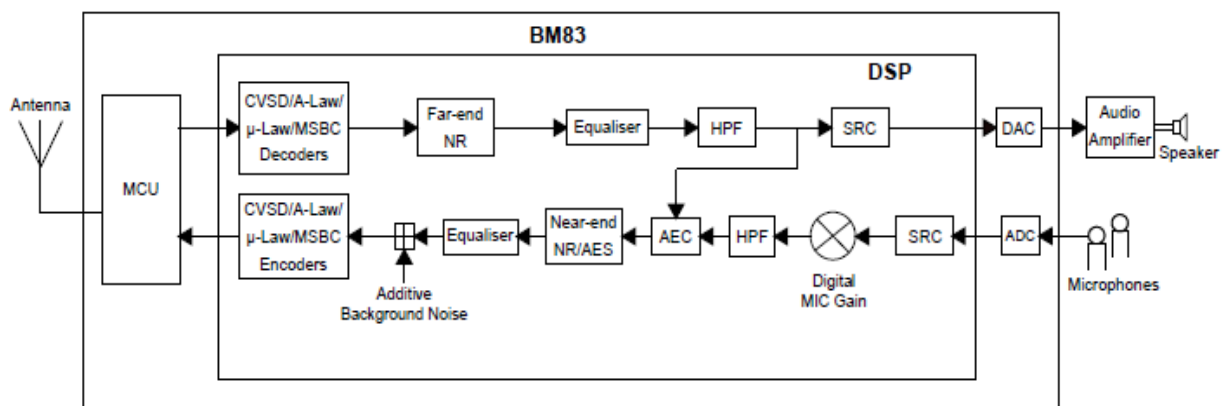 BM83
DSP
Antenna
MCU
CVSD/A-Law/
µ-Law/MSBC
Decoders
Far-end
NR
Equaliser
HPF
SRC
DAC
Audio
Amplifier
Speaker
CVSD/A-Law/
µ-Law/MSBC
Encoders
Additive
Background Noise
Equaliser
Near-end
NR/AES
AEC
HPF
Digital
MIC Gain
SRC
ADC
Microphones